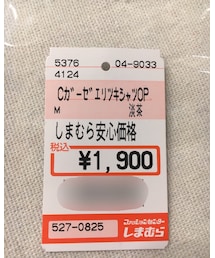 5376 04-9033
4124
CガーゼエリツキシャツOP
M 淡茶
しまむら安心価格
税込 ¥1,900
527-0825
ファッションセンター
しまむら